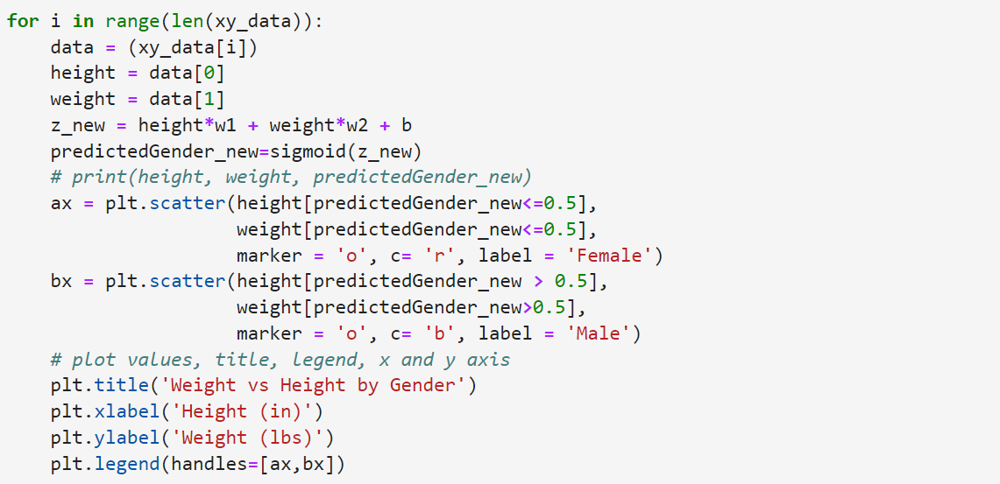 for i in range(len(xy_data)):
    data = (xy_data[i])
    height = data[0]
    weight = data[1]
    z_new = height*w1 + weight*w2 + b
    predictedGender_new=sigmoid(z_new)
    # print(height, weight, predictedGender_new)
    ax = plt.scatter(height[predictedGender_new<=0.5],
                     weight[predictedGender_new<=0.5],
                     marker = 'o', c= 'r', label = 'Female')
    bx = plt.scatter(height[predictedGender_new > 0.5],
                     weight[predictedGender_new>0.5],
                     marker = 'o', c= 'b', label = 'Male')
    # plot values, title, legend, x and y axis
    plt.title('Weight vs Height by Gender')
    plt.xlabel('Height (in)')
    plt.ylabel('Weight (lbs)')
    plt.legend(handles=[ax,bx])